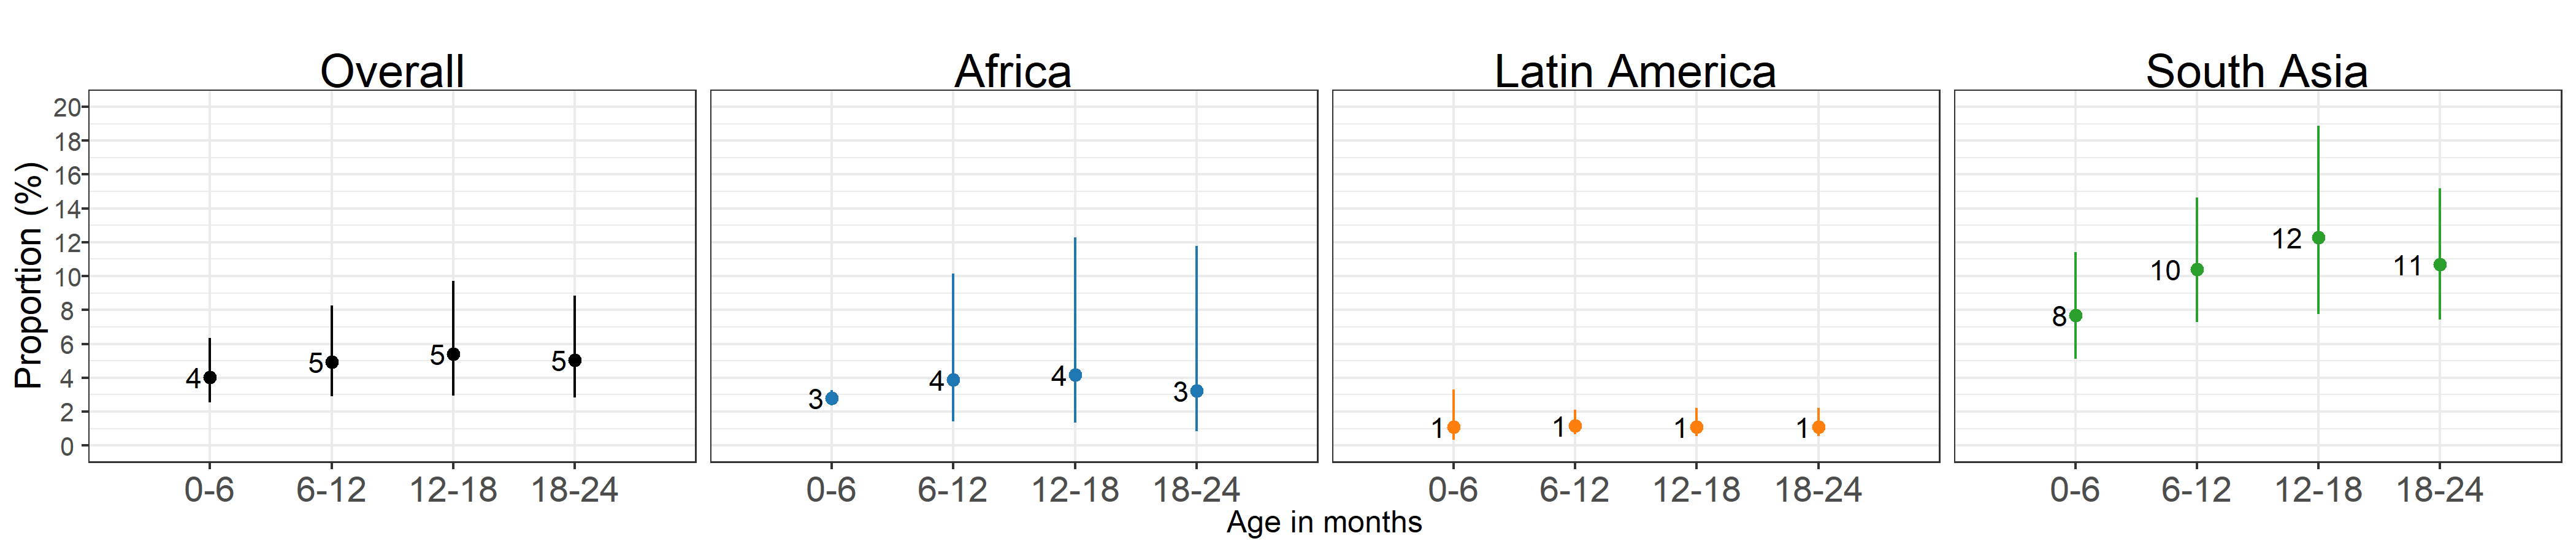 Overall Africa Latin America South Asia
20
18
16
14
12
10
8
6
4
2
0
Proportion (%)
4 5 5 5
3 4 4 3
1 1 1 1
8 10 12 11
0-6 6-12 12-18 18-24 0-6 6-12 12-18 18-24 0-6 6-12 12-18 18-24 0-6 6-12 12-18 18-24
Age in months